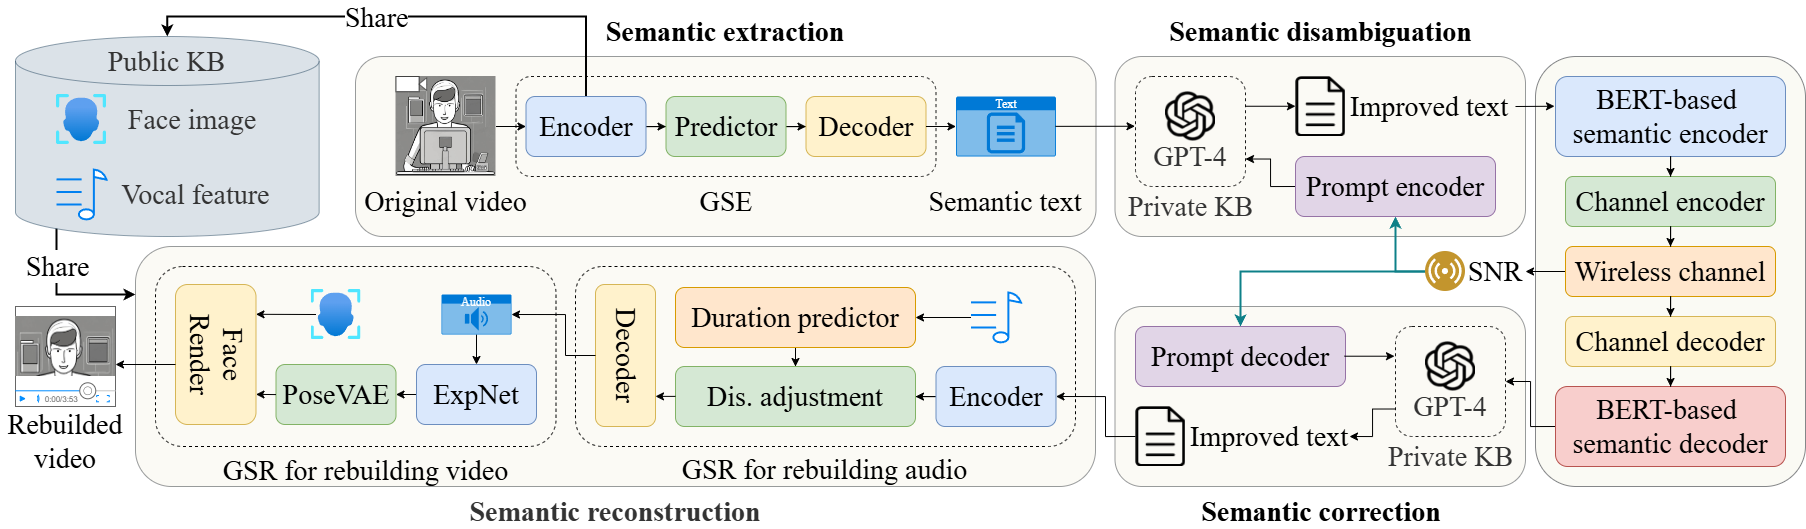 Share
Semantic extraction
Semantic disambiguation
Public KB
Face image
Vocal feature
Encoder
Predictor
Decoder
Text
Original video
GSE
Semantic text
GPT-4
Private KB
Improved text
Prompt encoder
BERT-based
semantic encoder
Channel encoder
Wireless channel
Channel decoder
BERT-based
semantic decoder
SNR
Share
Rebuilded
video
0:00/3:53
Face
Render
Audio
PoseVAE
ExpNet
GSR for rebuilding video
Decoder
Duration predictor
Dis. adjustment
Encoder
GSR for rebuilding audio
Semantic reconstruction
Prompt decoder
GPT-4
Private KB
Improved text
Semantic correction